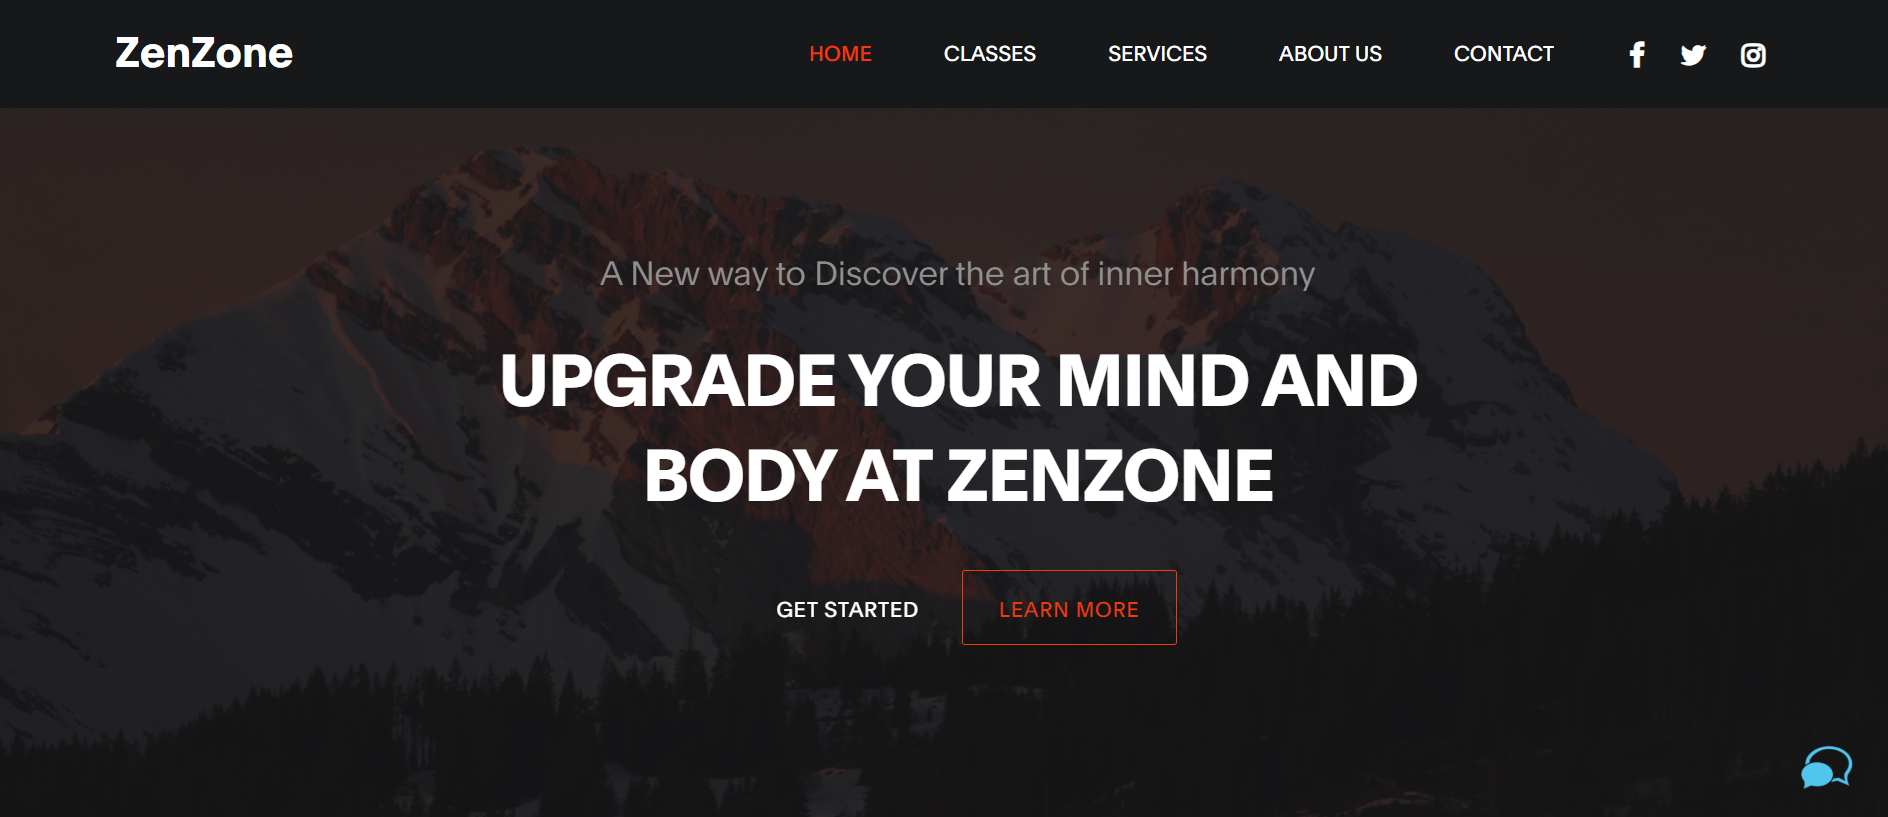 ZenZone
HOME CLASSES SERVICES ABOUT US CONTACT
A New way to Discover the art of inner harmony
UPGRADE YOUR MIND AND
BODY AT ZENZONE
GET STARTED LEARN MORE